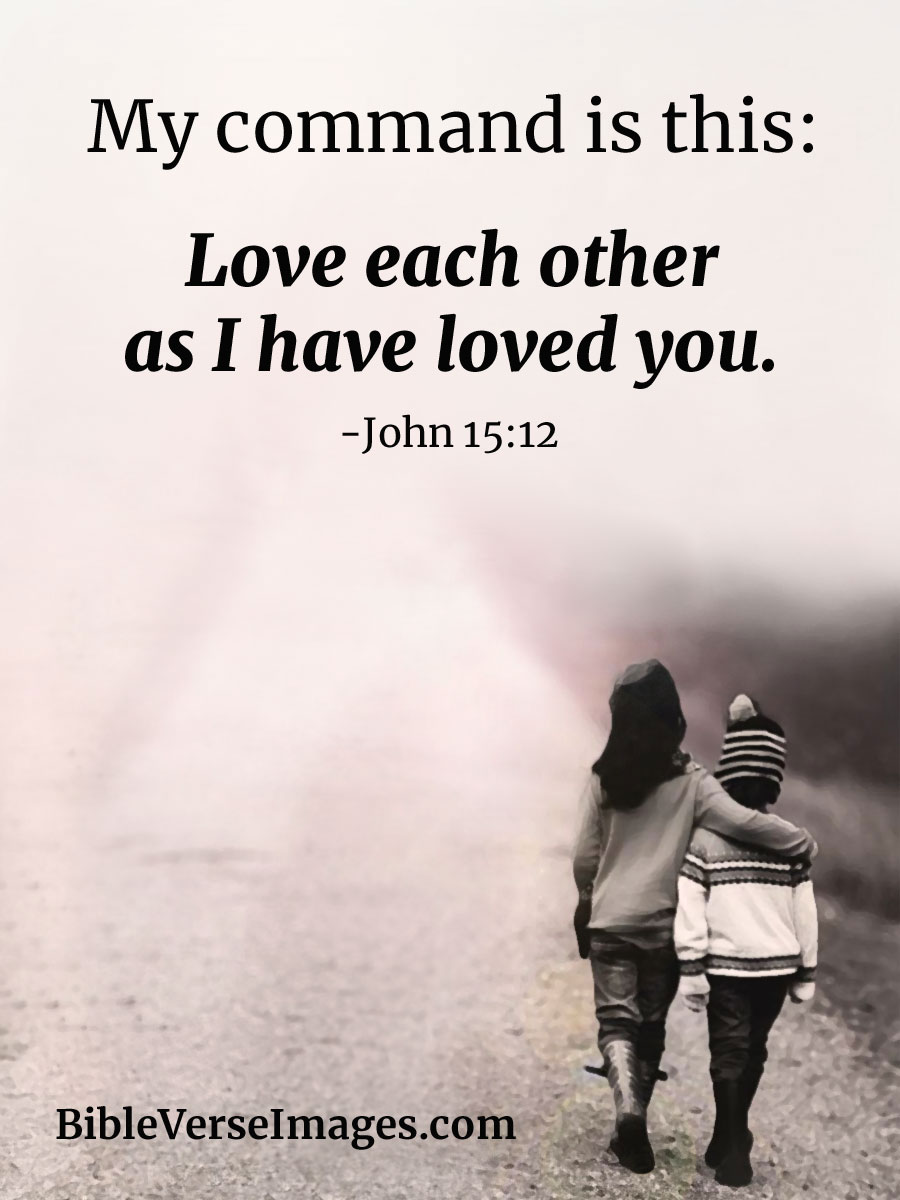 My command is this:
Love each other
as I have loved you.
-John 15:12
BibleVerseImages.com